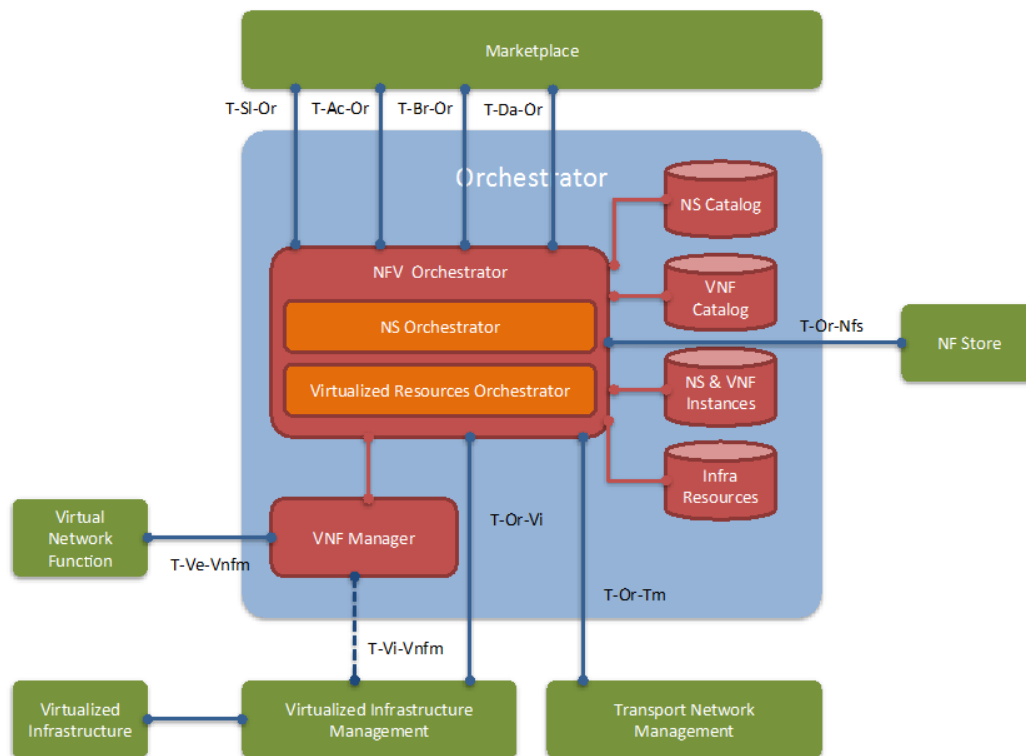 Marketplace
T-Sl-Or
T-Ac-Or
T-Br-Or
T-Da-Or
Orchestrator
NS Catalog
NFV Orchestrator
VNF
Catalog
NS Orchestrator
T-Or-Nfs
NF Store
Virtualized Resources Orchestrator
NS & VNF
Instances
Infra
Resources
Virtual
Network
Function
T-Ve-Vnfm
VNF Manager
T-Or-Vi
T-Or-Tm
T-Vi-Vnfm
Virtualized
Infrastructure
Virtualized Infrastructure
Management
Transport Network
Management